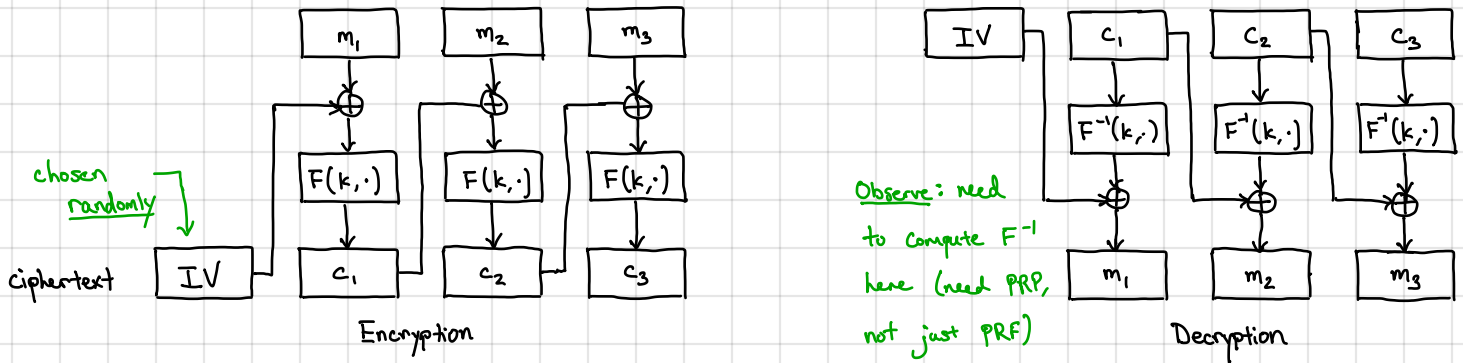 m₁ m₂ m₃
F(k,·) F(k,·) F(k,·)
chosen
randomly
ciphertext IV c₁ c₂ c₃
Encryption
IV c₁ c₂ c₃
F⁻¹(k,·) F⁻¹(k,·) F⁻¹(k,·)
Observe: need
to compute F⁻¹
here (need PRP,
not just PRF)
m₁ m₂ m₃
Decryption